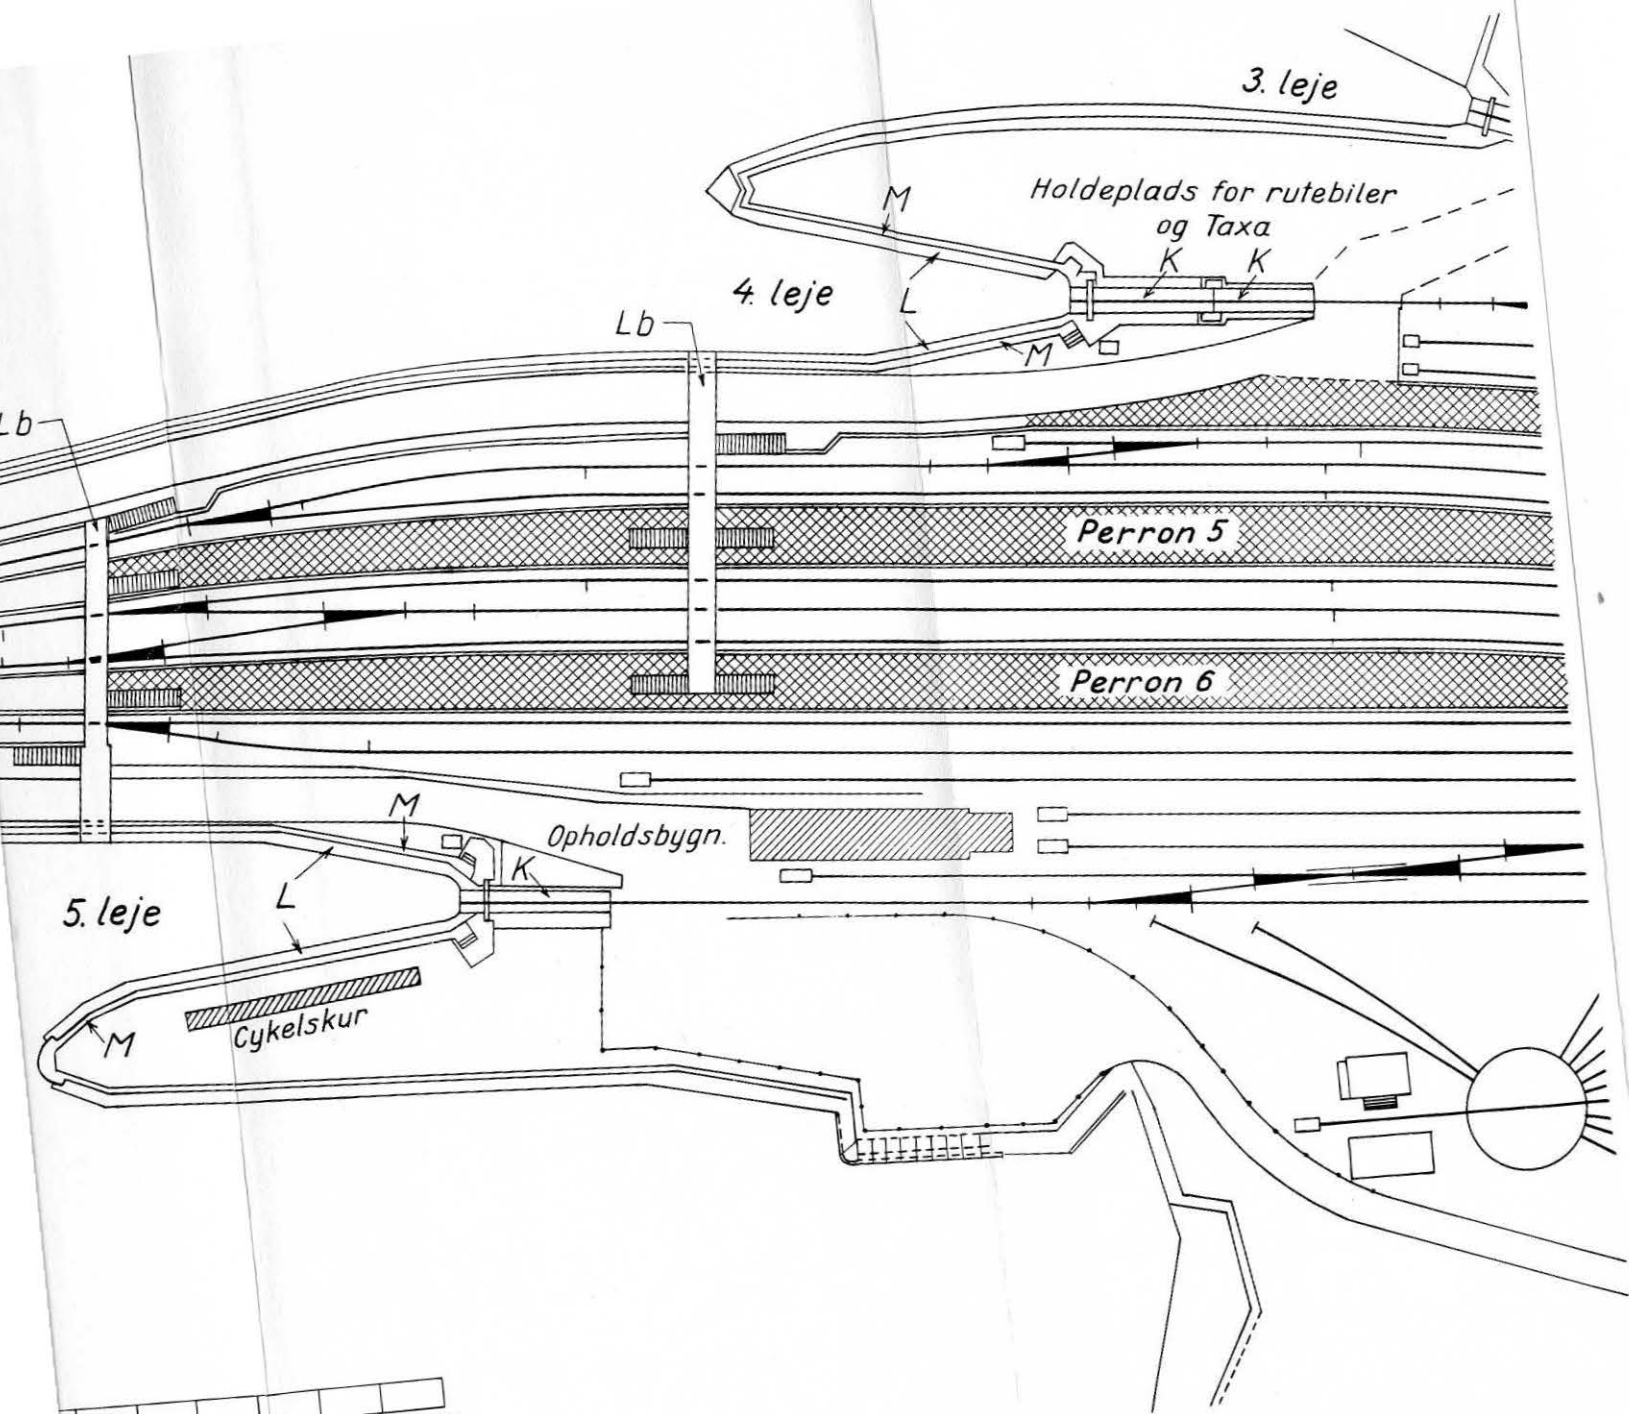 3. leje
Holdeplads for rutebiler
og Taxa
M
K K
4. leje
L
Lb
M
Lb
Perron 5
Perron 6
M
Opholdsbygn.
K
L
5. leje
Cykelskur
M